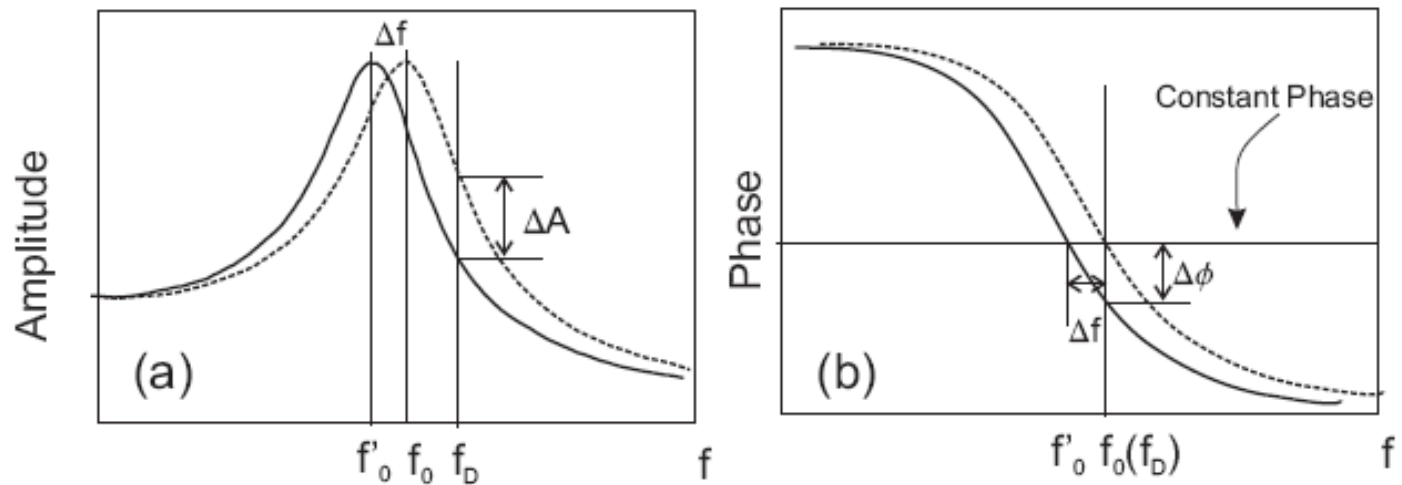 Δf
ΔA
Amplitude
(a)
f'₀ f₀ f_D f
Constant Phase
Phase
Δϕ
Δf
(b)
f'₀ f₀(f_D) f